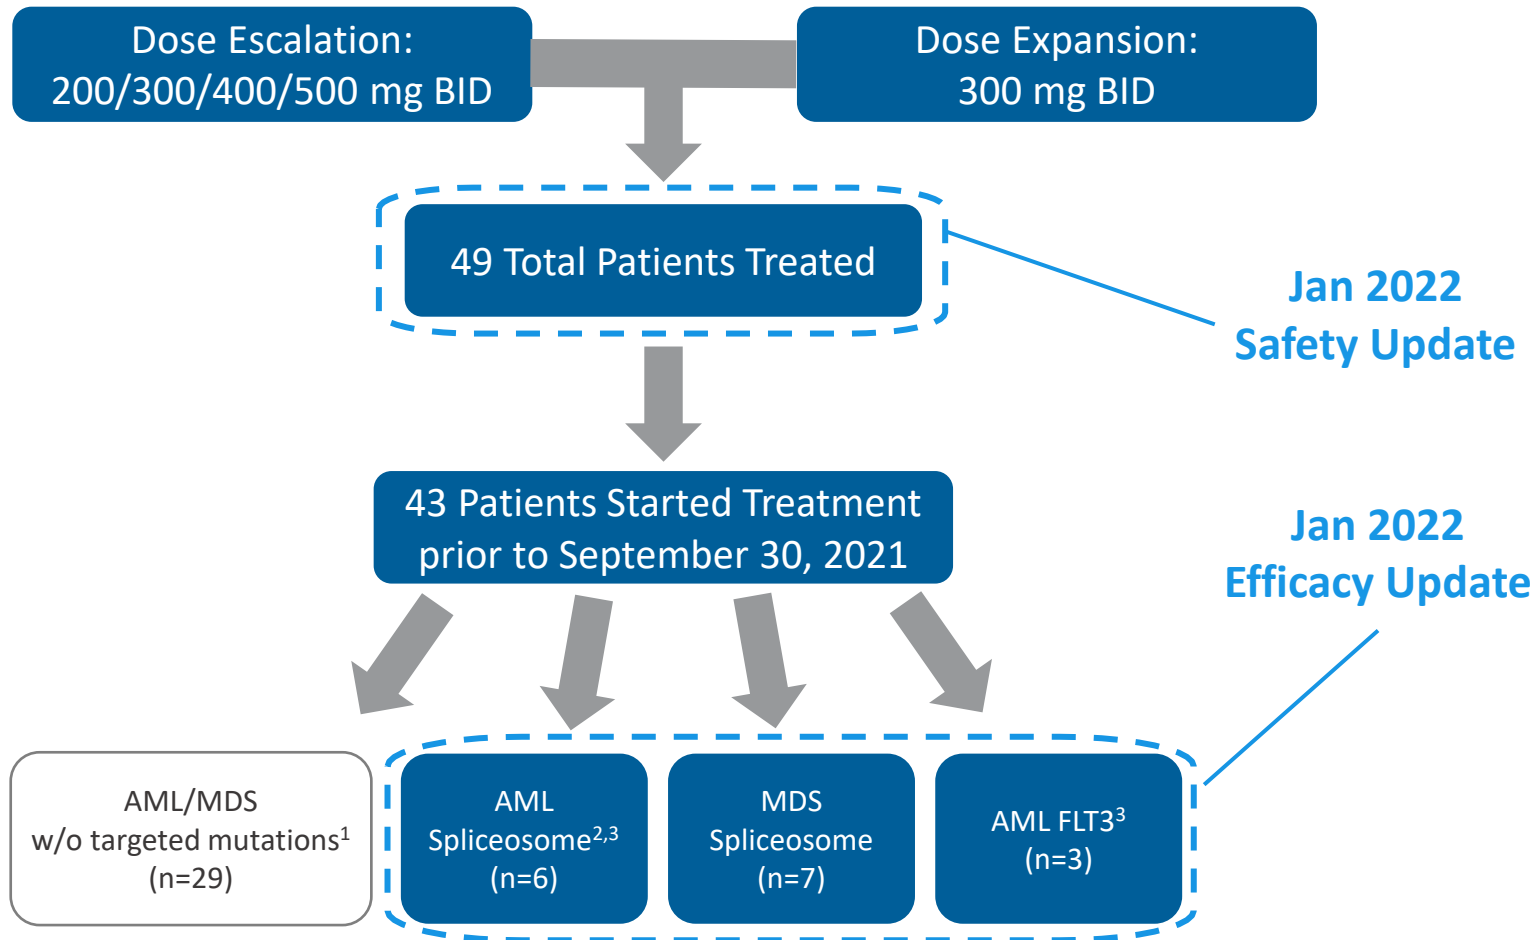 Dose Escalation:
200/300/400/500 mg BID
Dose Expansion:
300 mg BID
49 Total Patients Treated
Jan 2022
Safety Update
43 Patients Started Treatment
prior to September 30, 2021
Jan 2022
Efficacy Update
AML/MDS
w/o targeted mutations¹
(n=29)
AML
Spliceosome²,³
(n=6)
MDS
Spliceosome
(n=7)
AML FLT3³
(n=3)